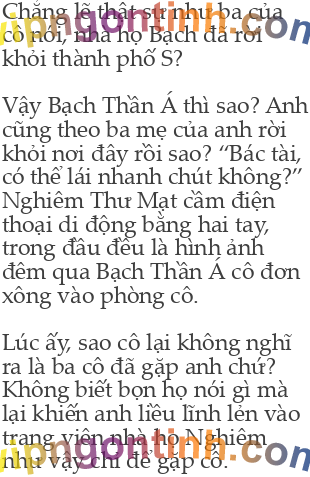 Chẳng lẽ thật sự như ba của
cô nói, nhà họ Bạch đã rời
khỏi thành phố S?
Vậy Bạch Thần Á thì sao? Anh
cũng theo ba mẹ của anh rời
khỏi nơi đây rồi sao? “Bác tài,
có thể lái nhanh chút không?”
Nghiêm Thư Mạt cầm điện
thoại di động bằng hai tay,
trong đâu đều là hình ảnh
đêm qua Bạch Thần Á cô đơn
xông vào phòng cô.
Lúc ấy, sao cô lại không nghĩ
ra là ba cô đã gặp anh chứ?
Không biết bọn họ nói gì mà
lại khiến anh liều lĩnh lẻn vào
trang viên nhà họ Nghiêm
như vậy chỉ để gặp cô.
vipngontinh.com
vipngontinh.com